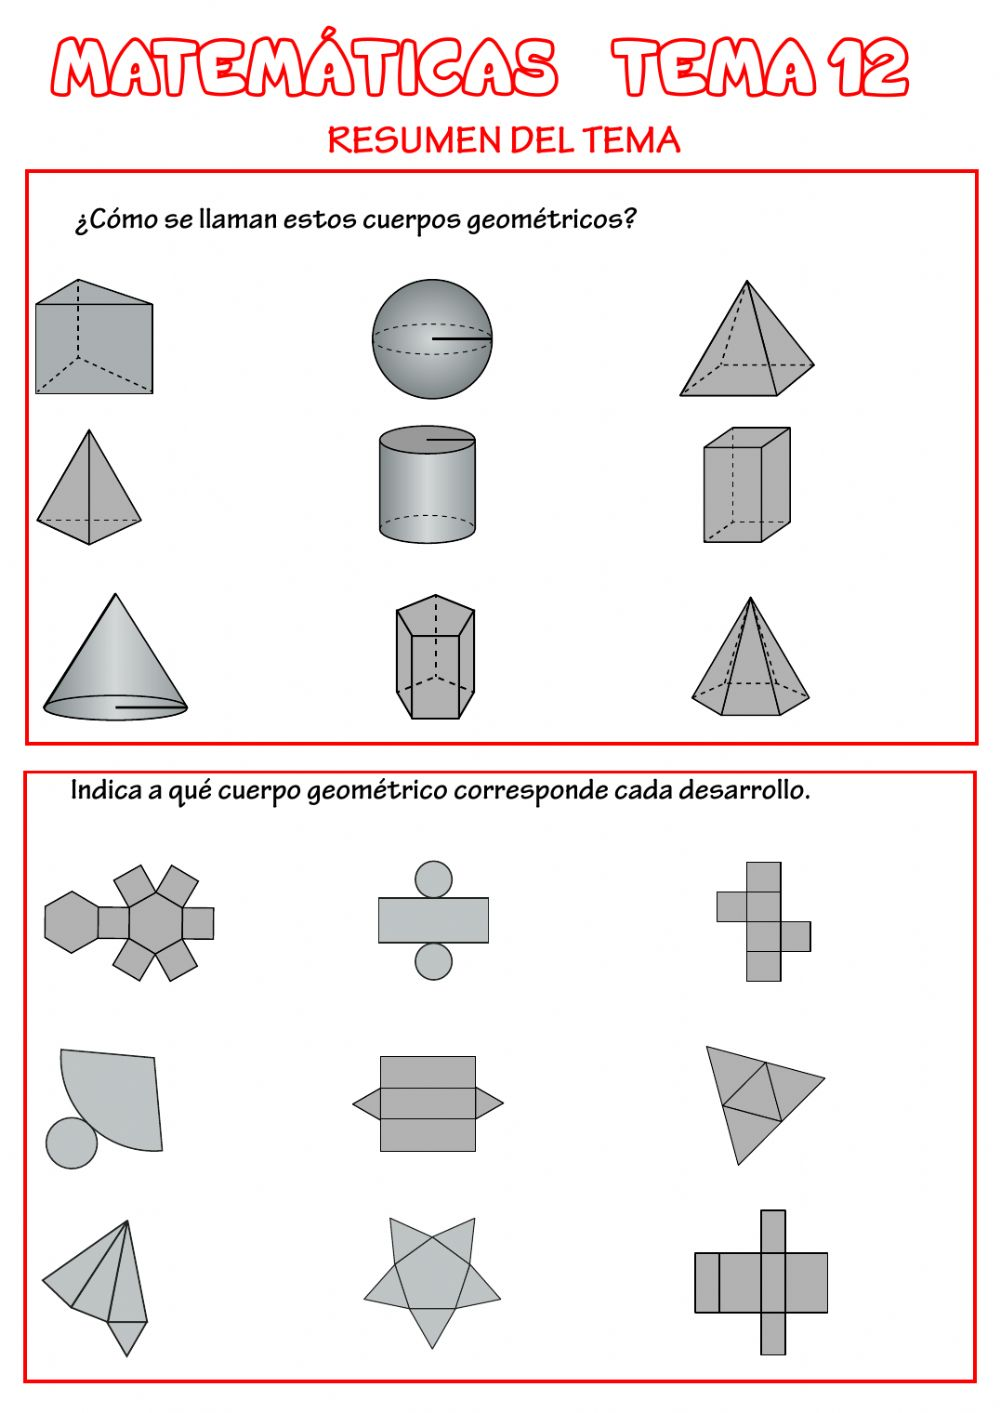 MATEMÁTICAS TEMA 12
RESUMEN DEL TEMA
¿Cómo se llaman estos cuerpos geométricos?
Indica a qué cuerpo geométrico corresponde cada desarrollo.